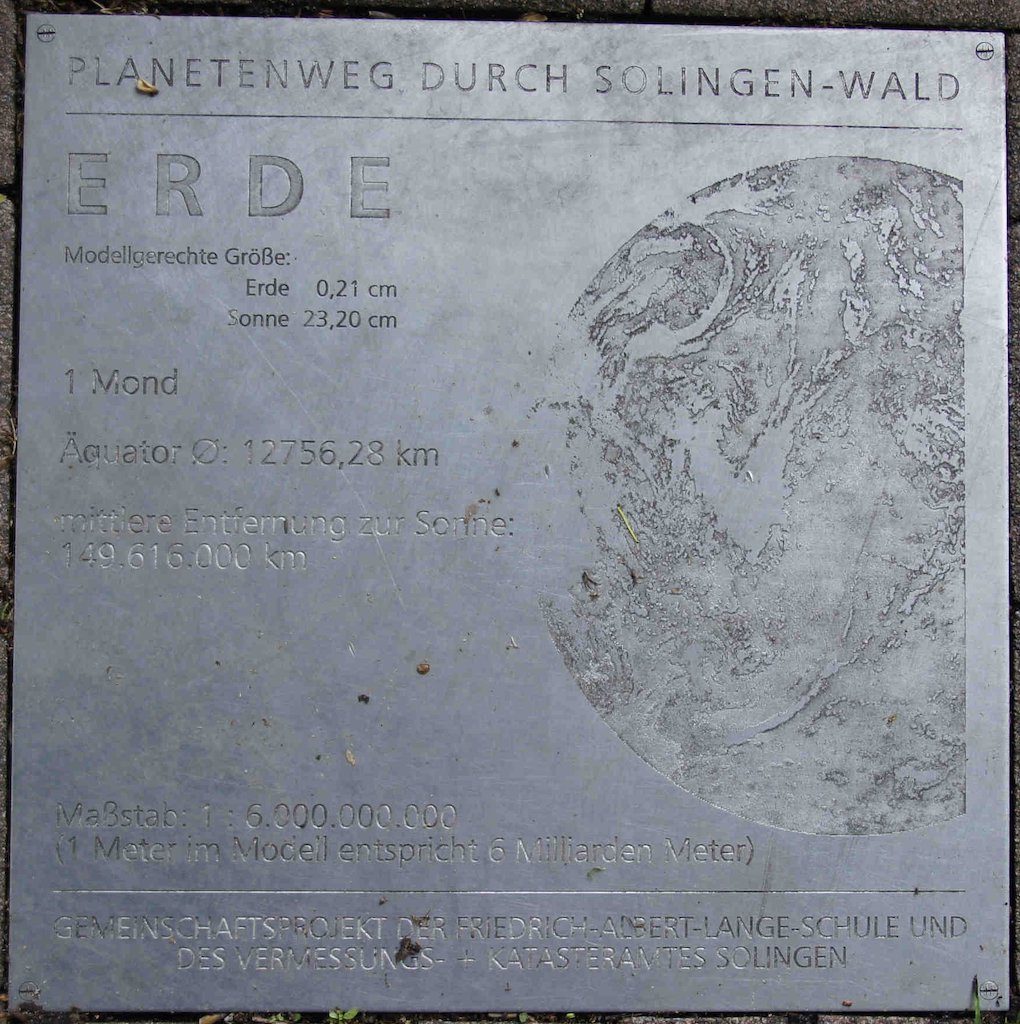 PLANETENWEG DURCH SOLINGEN-WALD
ERDE
Modellgerechte Größe:
Erde 0,21 cm
Sonne 23,20 cm
1 Mond
Äquator Ø: 12756,28 km
mittlere Entfernung zur Sonne:
149.616.000 km
Maßstab: 1 : 6.000.000.000
(1 Meter im Modell entspricht 6 Milliarden Meter)
GEMEINSCHAFTSPROJEKT DER FRIEDRICH-ALBERT-LANGE-SCHULE UND
DES VERMESSUNGS- + KATASTERAMTES SOLINGEN